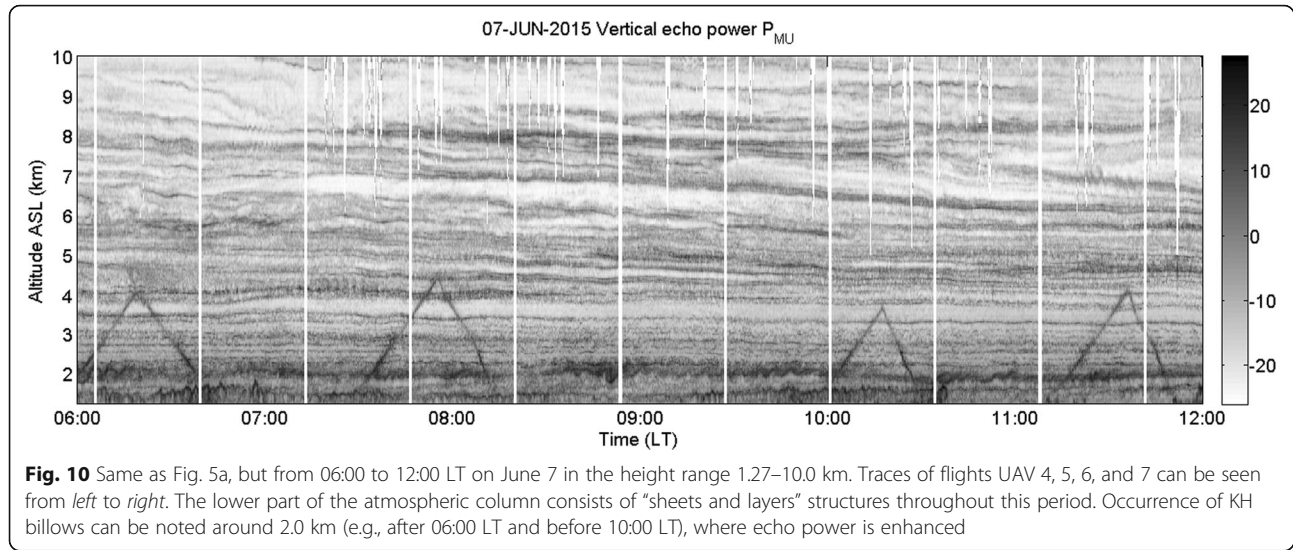 07-JUN-2015 Vertical echo power P_MU
10
9
8
7
6
5
4
3
2
Altitude ASL (km)
06:00 07:00 08:00 09:00 10:00 11:00 12:00
Time (LT)
20
10
0
-10
-20
Fig. 10 Same as Fig. 5a, but from 06:00 to 12:00 LT on June 7 in the height range 1.27–10.0 km. Traces of flights UAV 4, 5, 6, and 7 can be seen
from left to right. The lower part of the atmospheric column consists of “sheets and layers” structures throughout this period. Occurrence of KH
billows can be noted around 2.0 km (e.g., after 06:00 LT and before 10:00 LT), where echo power is enhanced